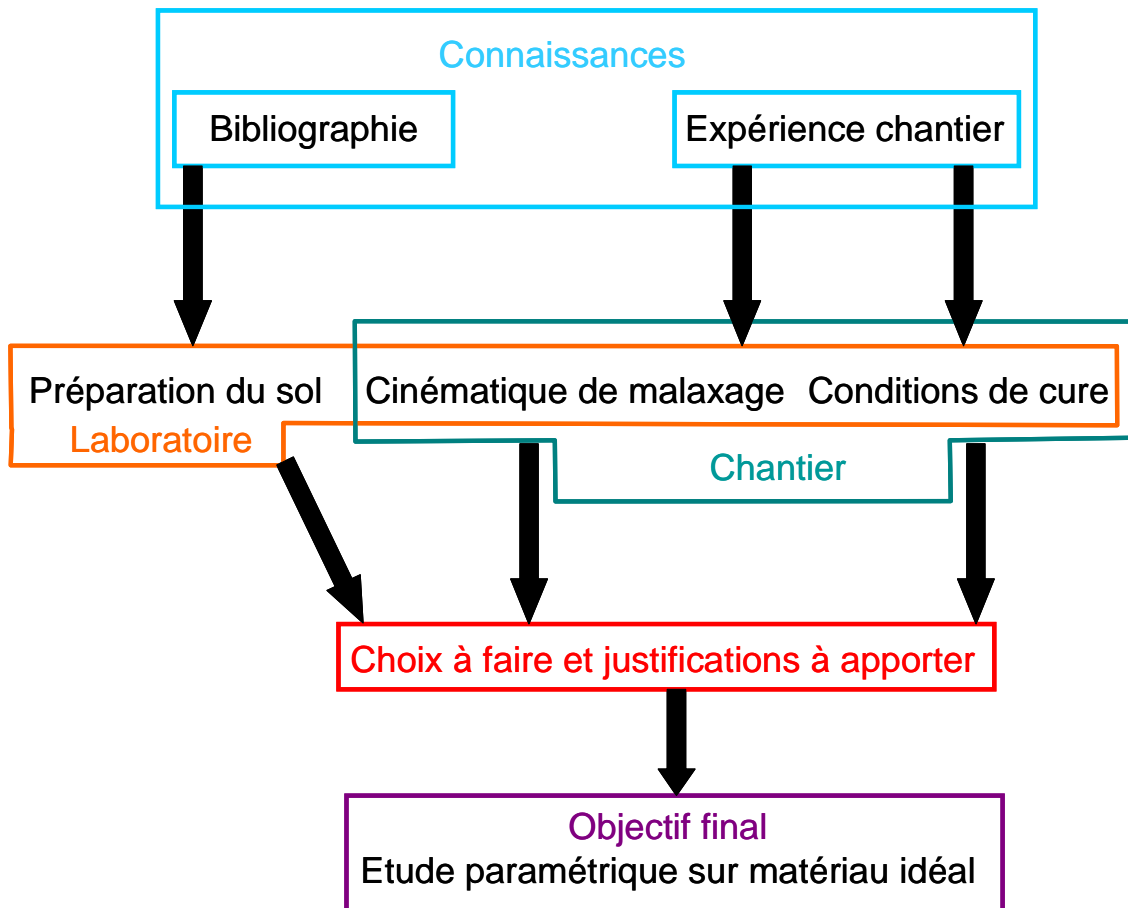 Connaissances
Bibliographie
Expérience chantier
Préparation du sol
Cinématique de malaxage
Conditions de cure
Laboratoire
Chantier
Choix à faire et justifications à apporter
Objectif final
Etude paramétrique sur matériau idéal